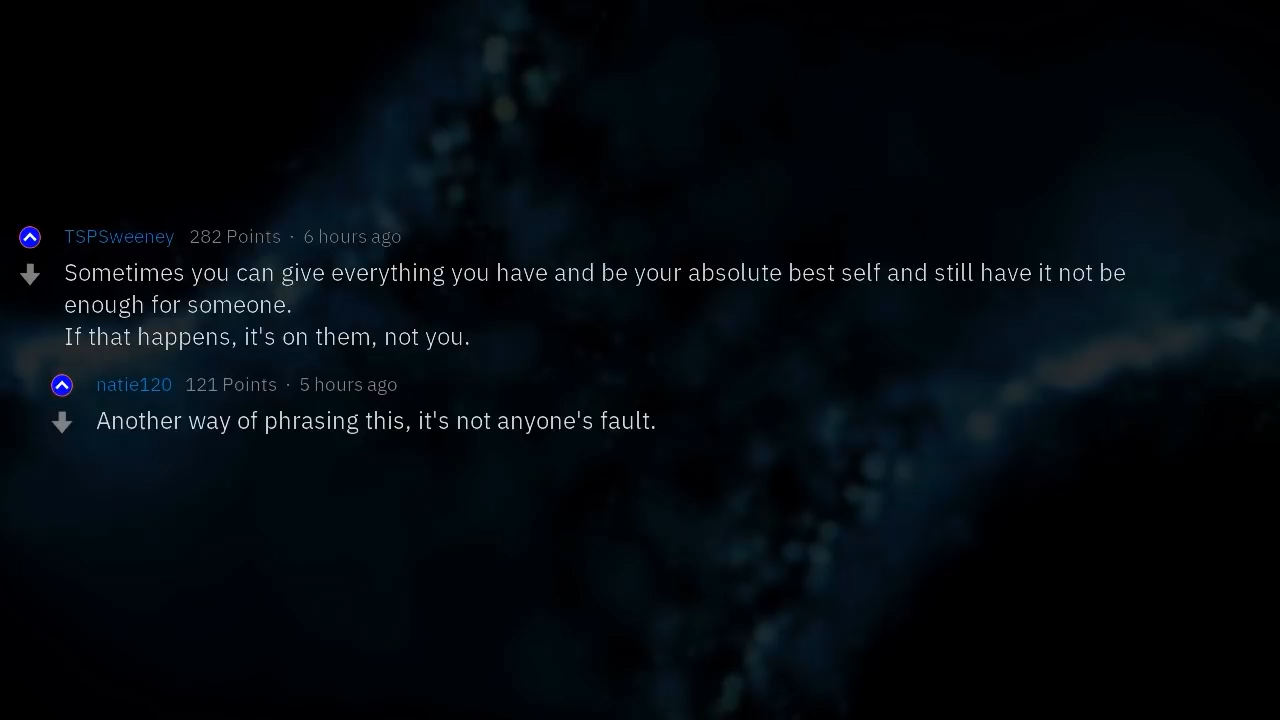 TSPSweeney 282 Points · 6 hours ago
Sometimes you can give everything you have and be your absolute best self and still have it not be
enough for someone.
If that happens, it's on them, not you.
natie120 121 Points · 5 hours ago
Another way of phrasing this, it's not anyone's fault.